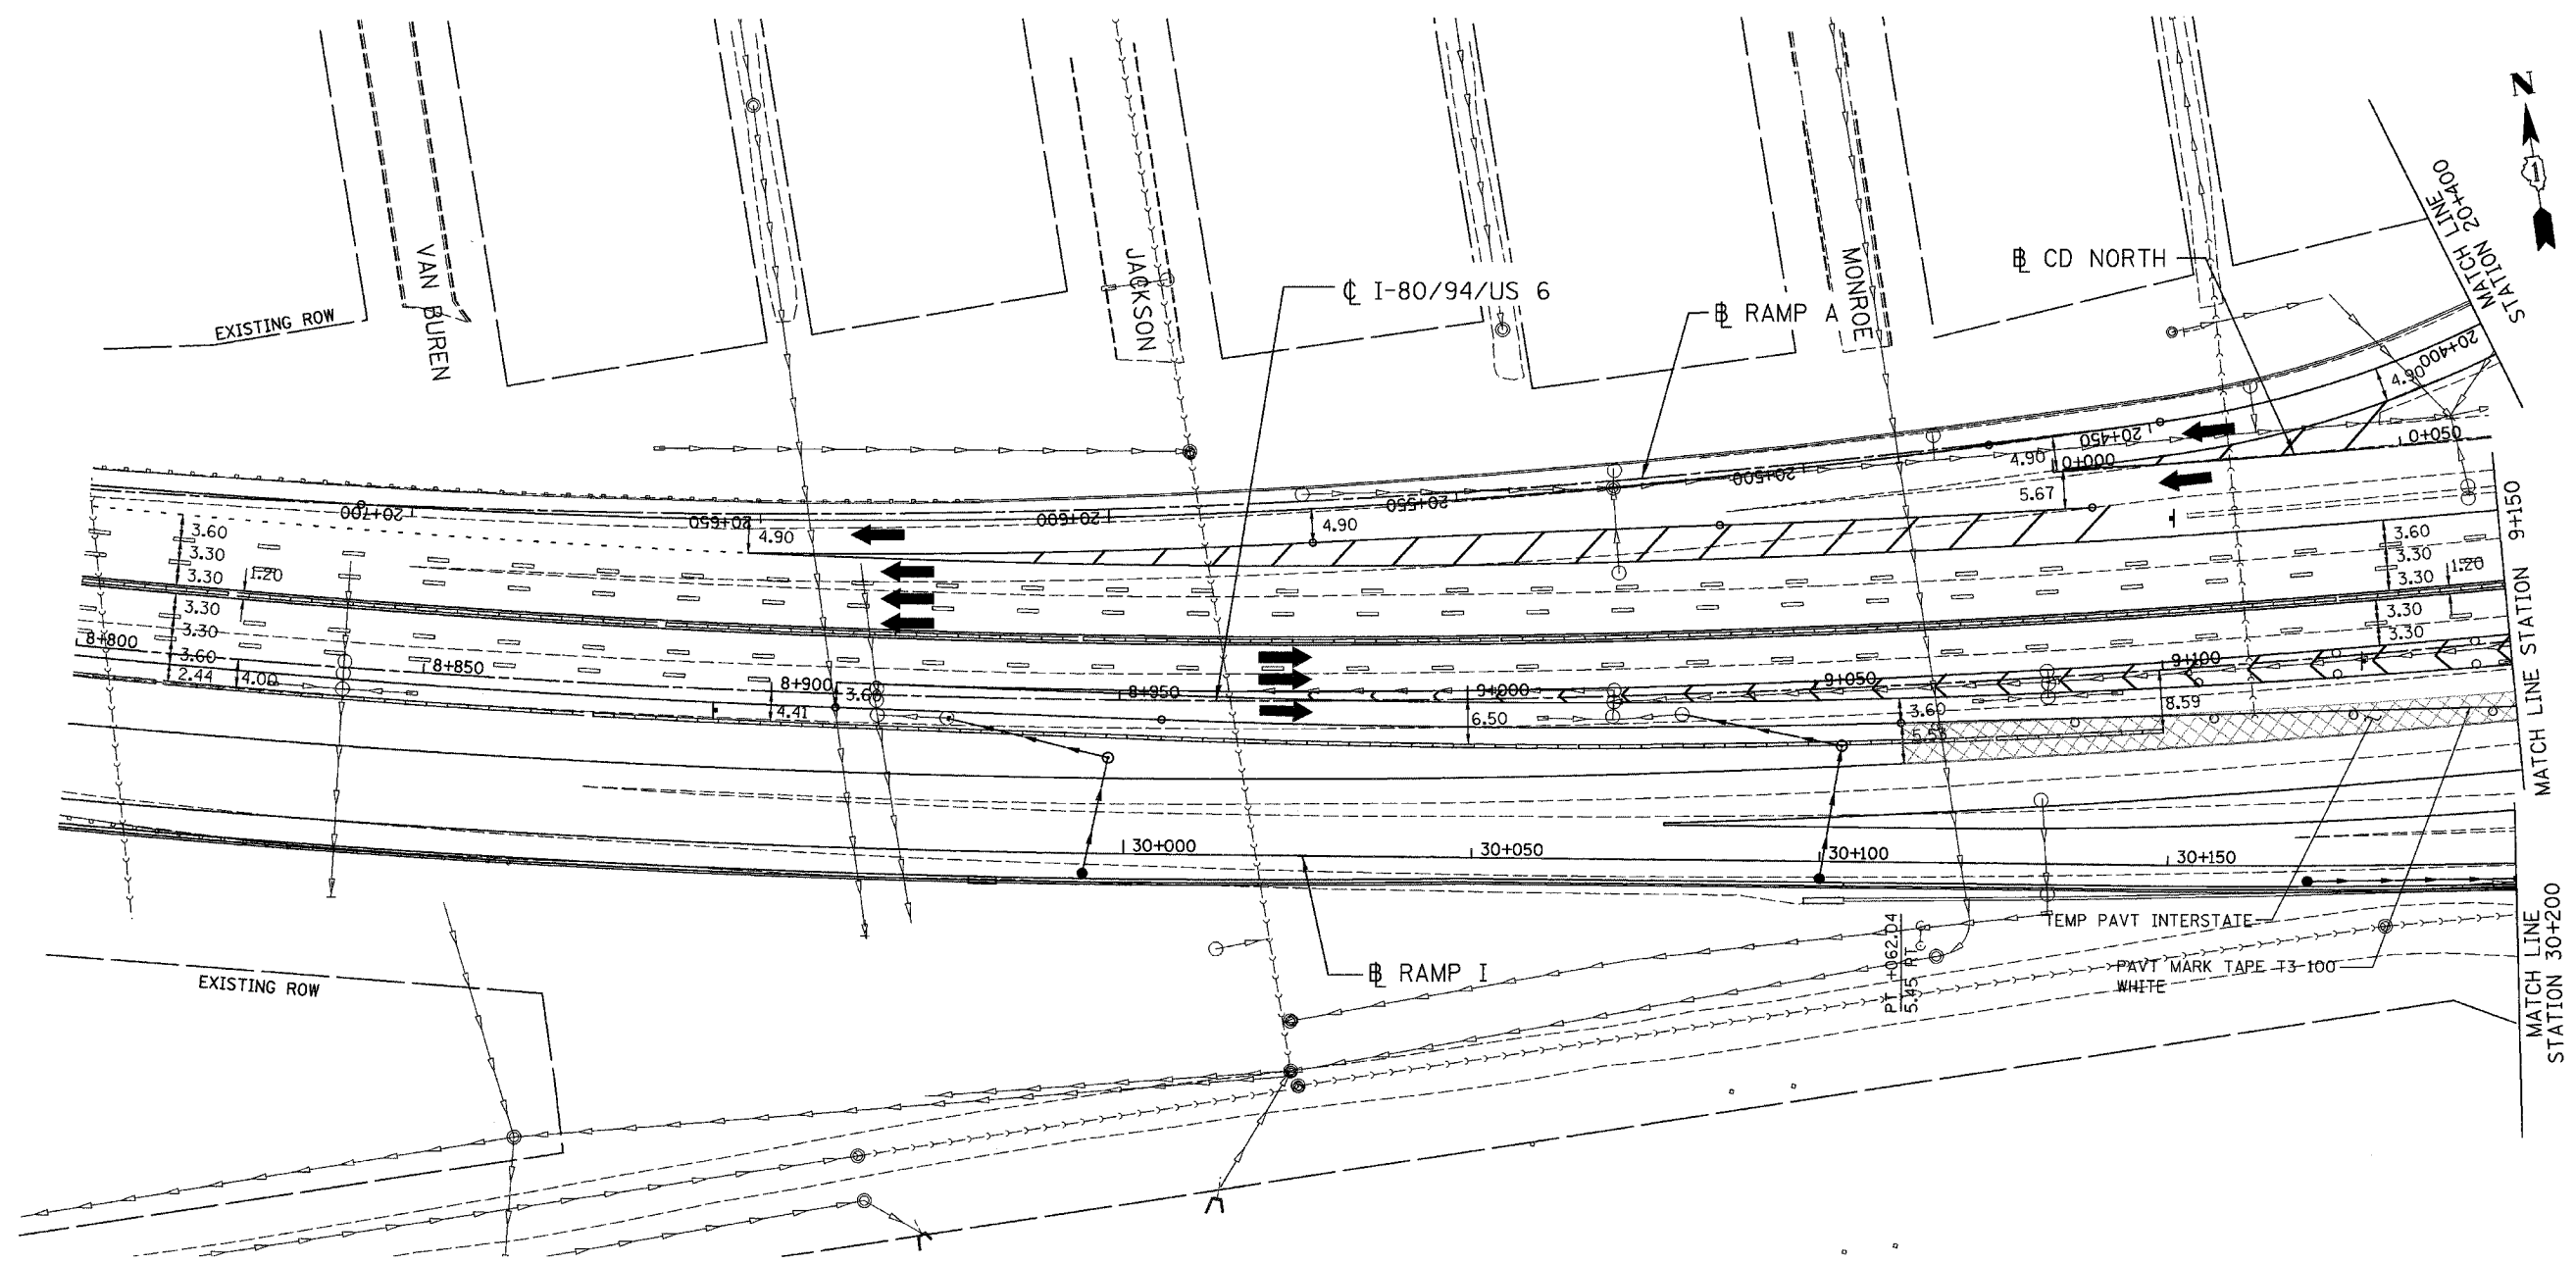 N
1
MATCH LINE
STATION 20+400
VAN BUREN
JACKSON
MONROE
EXISTING ROW
℄ I-80/94/US 6
BL RAMP A
BL CD NORTH
20+400
4.90
20+450
0+050
0+000
4.90
5.67
20+500
20+550
20+600
20+650
20+700
4.90
4.90
3.60
3.30
3.30
1.20
3.30
3.30
3.60
2.44
4.00
3.60
3.30
3.30
1.20
3.30
3.30
8+800
8+850
8+900
8+950
9+000
9+050
9+100
3.60
4.41
6.50
3.60
5.53
8.59
MATCH LINE STATION 9+150
30+000
30+050
30+100
30+150
BL RAMP I
PT +062.04
5.45 RT
TEMP PAVT INTERSTATE
PAVT MARK TAPE T3 100
WHITE
EXISTING ROW
MATCH LINE
STATION 30+200